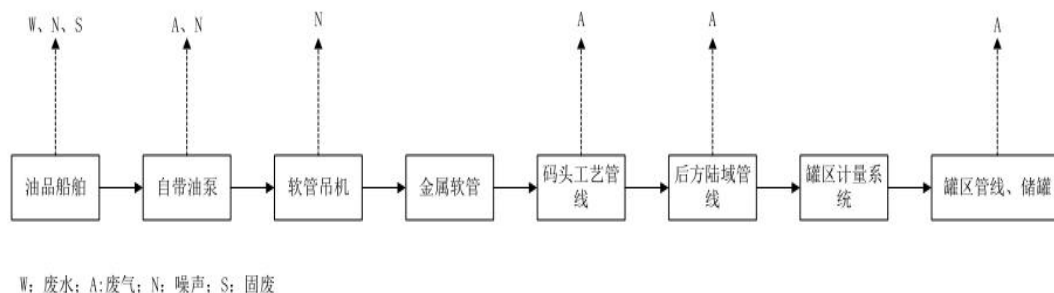 W、N、S
A、N
N
A
A
A
油品船舶
自带油泵
软管吊机
金属软管
码头工艺管
线
后方陆域管
线
罐区计量系
统
罐区管线、储罐
W：废水；A:废气；N：噪声；S：固废